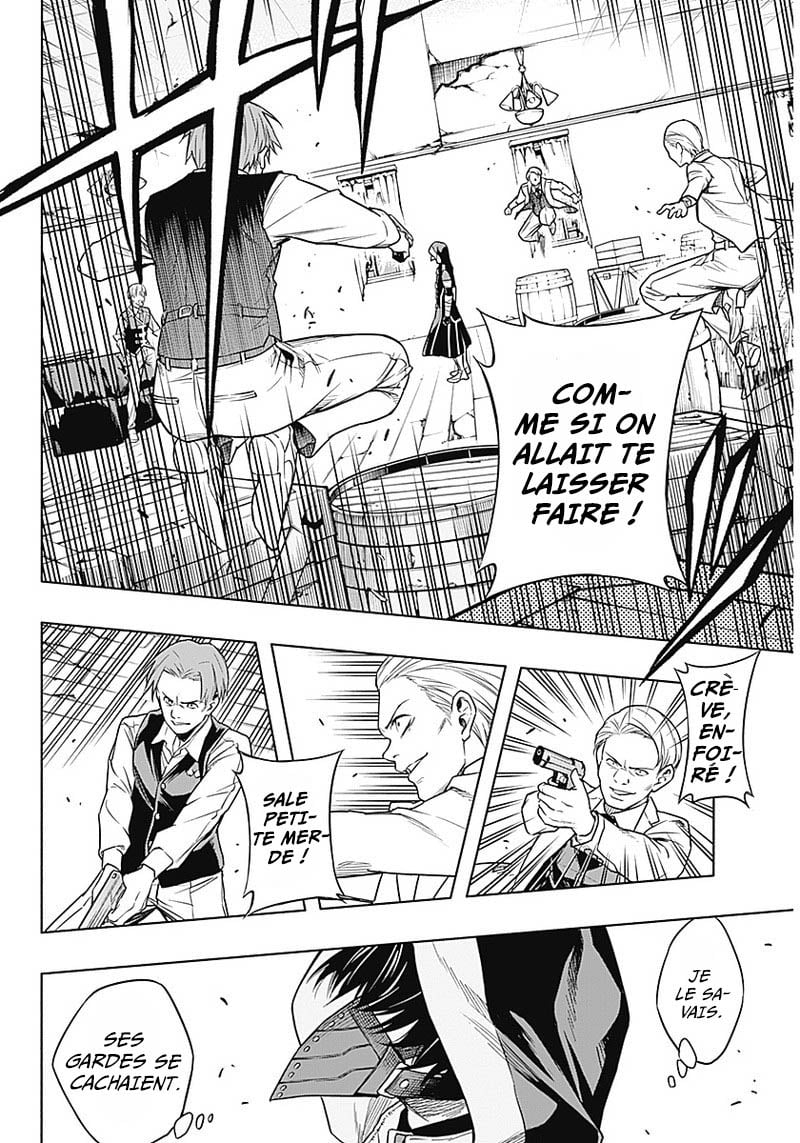 COM-
ME SI ON
ALLAIT TE
LAISSER
FAIRE !
CRÈ-
VE,
EN-
FOI-
RÉ !
SALE
PETI-
TE MER-
DE !
JE
LE SA-
VAIS.
SES
GARDES SE
CACHAIENT.